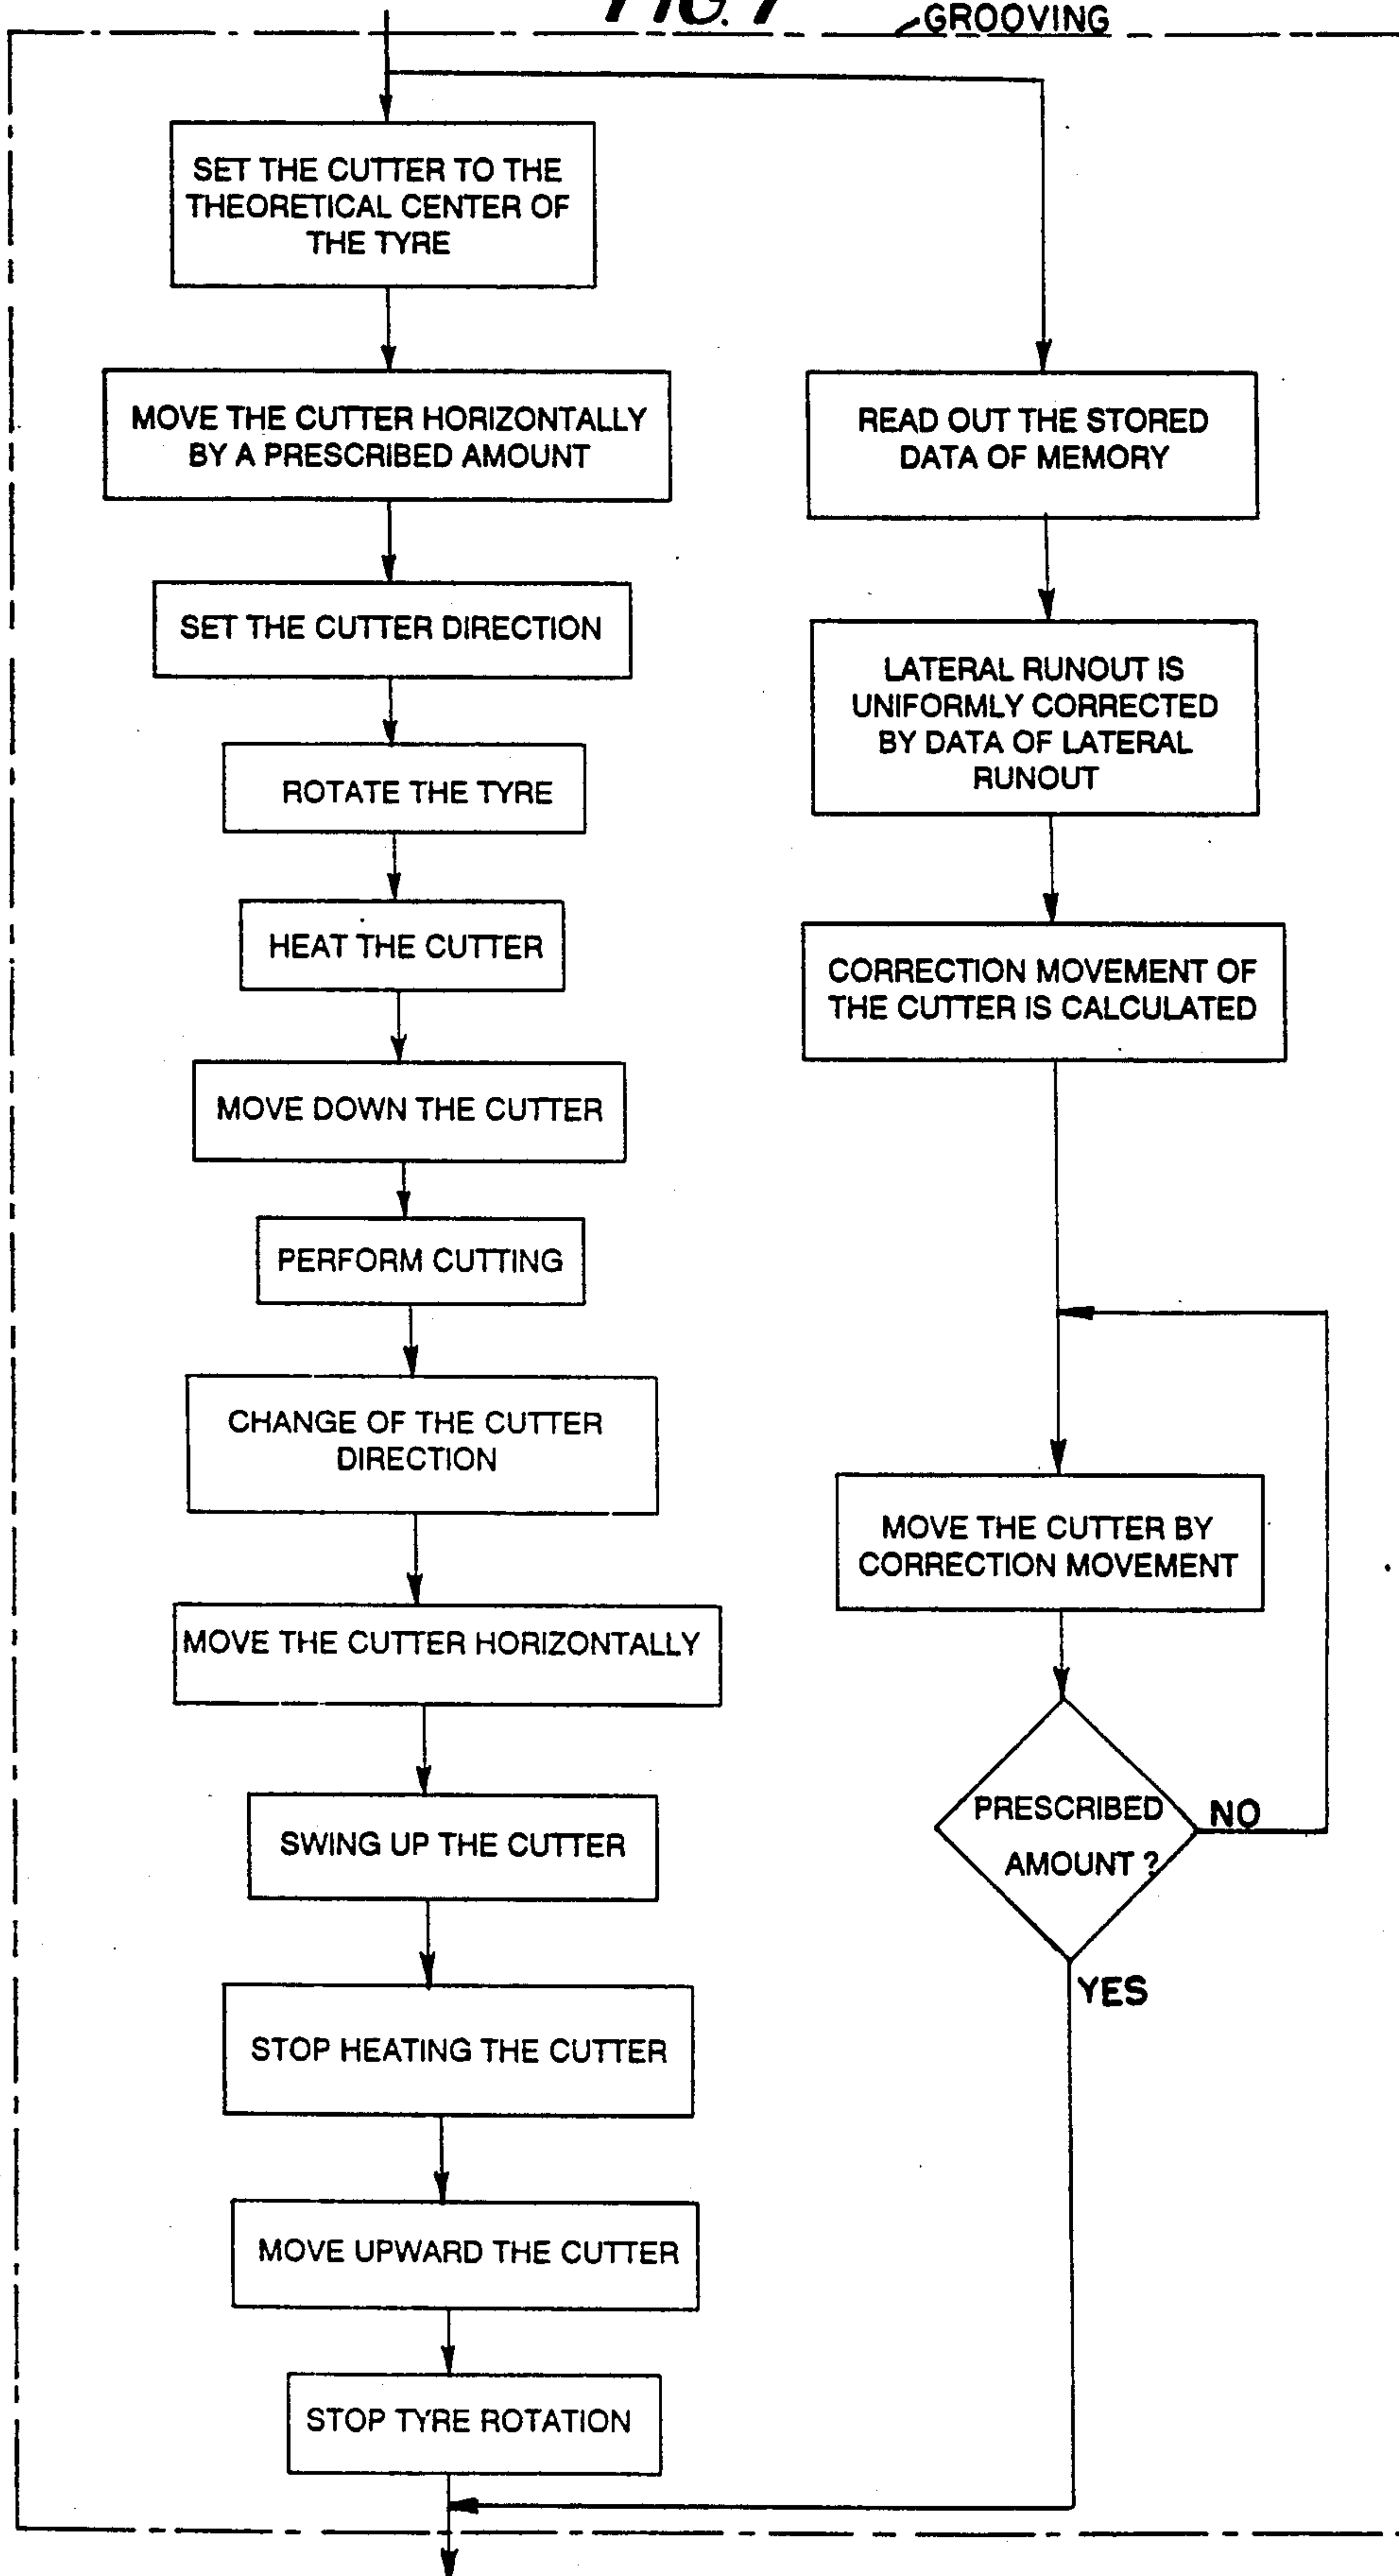 FIG. 7
GROOVING
SET THE CUTTER TO THE
THEORETICAL CENTER OF
THE TYRE
MOVE THE CUTTER HORIZONTALLY
BY A PRESCRIBED AMOUNT
SET THE CUTTER DIRECTION
ROTATE THE TYRE
HEAT THE CUTTER
MOVE DOWN THE CUTTER
PERFORM CUTTING
CHANGE OF THE CUTTER
DIRECTION
MOVE THE CUTTER HORIZONTALLY
SWING UP THE CUTTER
STOP HEATING THE CUTTER
MOVE UPWARD THE CUTTER
STOP TYRE ROTATION
READ OUT THE STORED
DATA OF MEMORY
LATERAL RUNOUT IS
UNIFORMLY CORRECTED
BY DATA OF LATERAL
RUNOUT
CORRECTION MOVEMENT OF
THE CUTTER IS CALCULATED
MOVE THE CUTTER BY
CORRECTION MOVEMENT
PRESCRIBED
AMOUNT ?
NO
YES